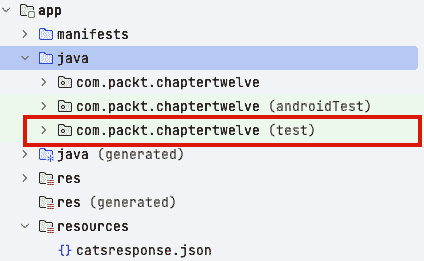 app
manifests
java
com.packt.chaptertwelve
com.packt.chaptertwelve (androidTest)
com.packt.chaptertwelve (test)
java (generated)
res
res (generated)
resources
{} catsresponse.json